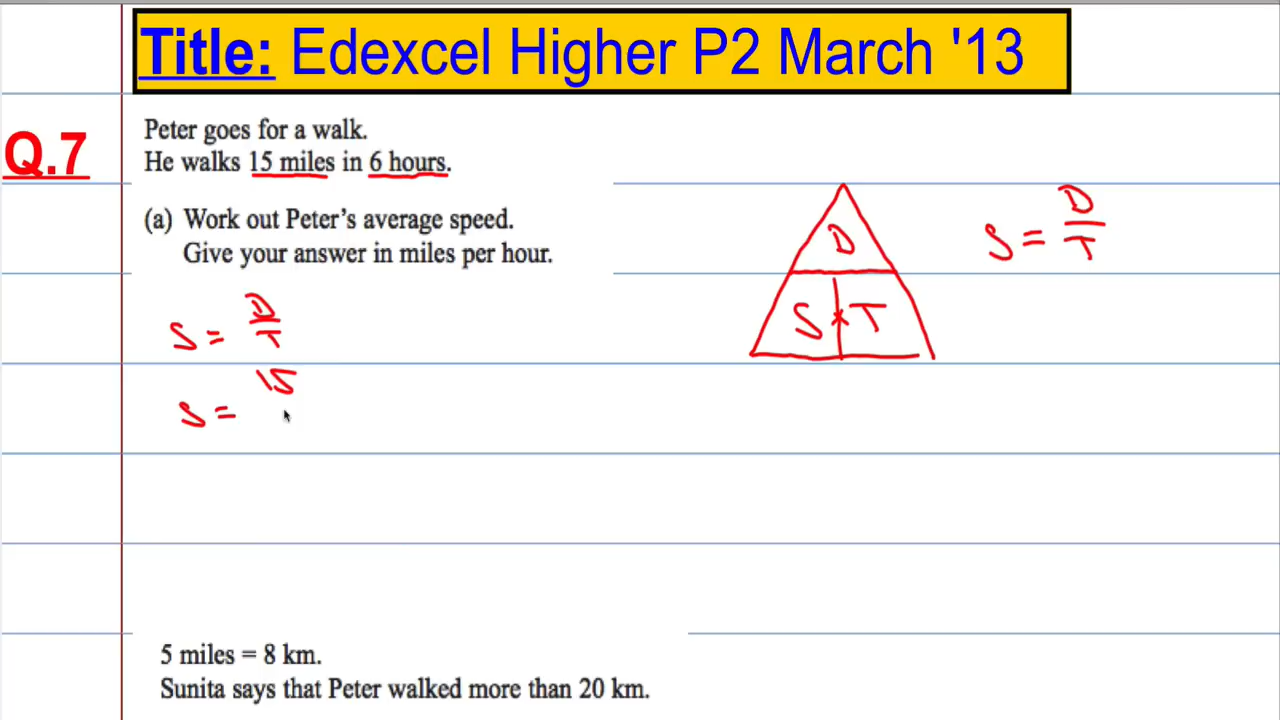 Title: Edexcel Higher P2 March '13
Q.7
Peter goes for a walk.
He walks 15 miles in 6 hours.
(a) Work out Peter's average speed.
Give your answer in miles per hour.
S = D/T
S = 15
D
S × T
S = D/T
5 miles = 8 km.
Sunita says that Peter walked more than 20 km.